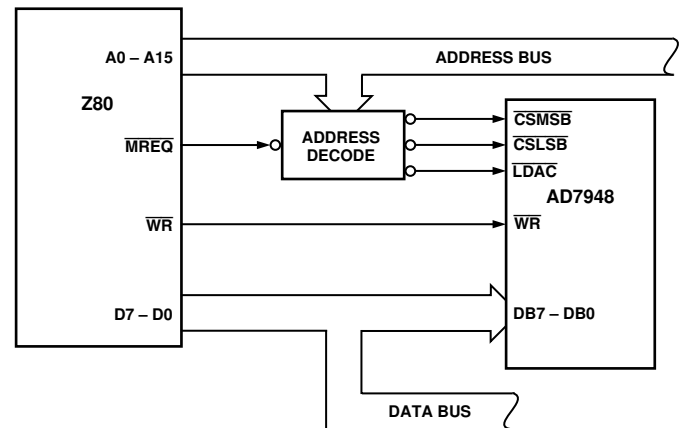 A0 – A15
ADDRESS BUS
Z80
MREQ
ADDRESS
DECODE
CSMSB
CSLSB
LDAC
AD7948
WR
WR
D7 – D0
DB7 – DB0
DATA BUS